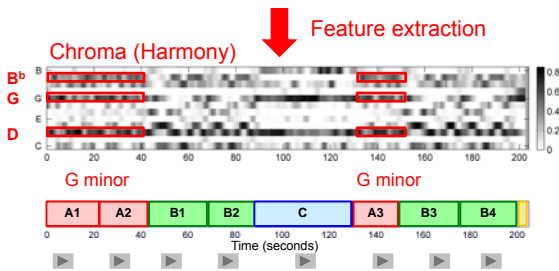 Feature extraction
Chroma (Harmony)
B
Bb
G
G
E
D
C
0.8
0.6
0.4
0.2
0
0 20 40 60 80 100 120 140 160 180 200
G minor
G minor
A1 A2 B1 B2 C A3 B3 B4
0 20 40 60 80 100 120 140 160 180 200
Time (seconds)